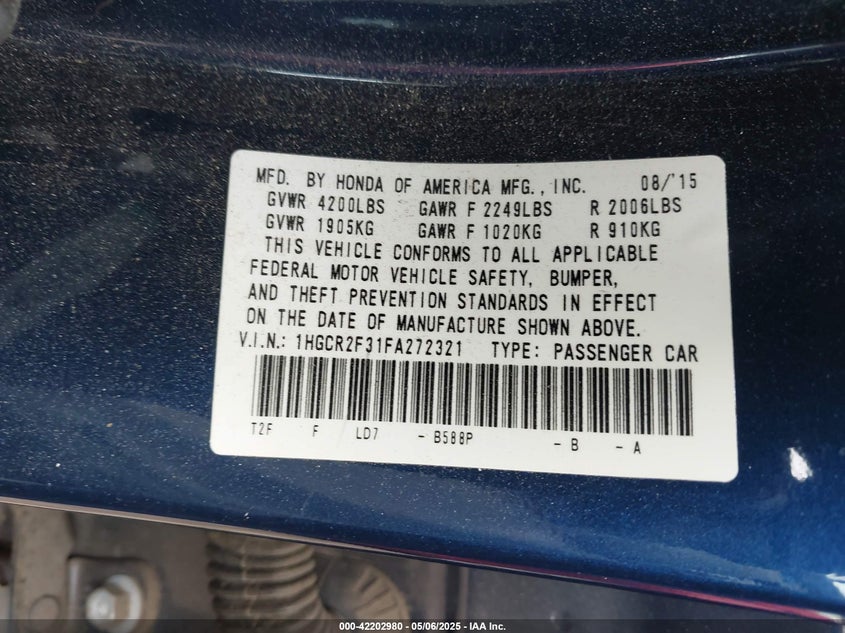 MFD. BY HONDA OF AMERICA MFG., INC. 08/'15
GVWR 4200LBS GAWR F 2249LBS R 2006LBS
GVWR 1905KG GAWR F 1020KG R 910KG
THIS VEHICLE CONFORMS TO ALL APPLICABLE
FEDERAL MOTOR VEHICLE SAFETY, BUMPER,
AND THEFT PREVENTION STANDARDS IN EFFECT
ON THE DATE OF MANUFACTURE SHOWN ABOVE.
V.I.N.: 1HGCR2F31FA272321 TYPE: PASSENGER CAR
T2F F LD7 - B588P - B - A
000-42202980 - 05/06/2025 - IAA Inc.